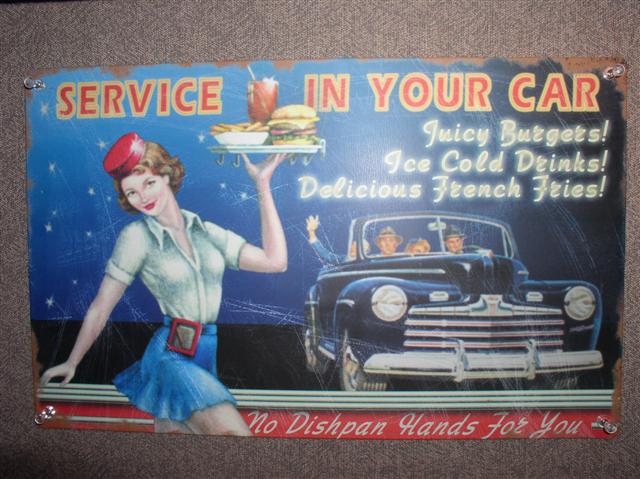 SERVICE IN YOUR CAR
Juicy Burgers!
Ice Cold Drinks!
Delicious French Fries!
No Dishpan Hands For You